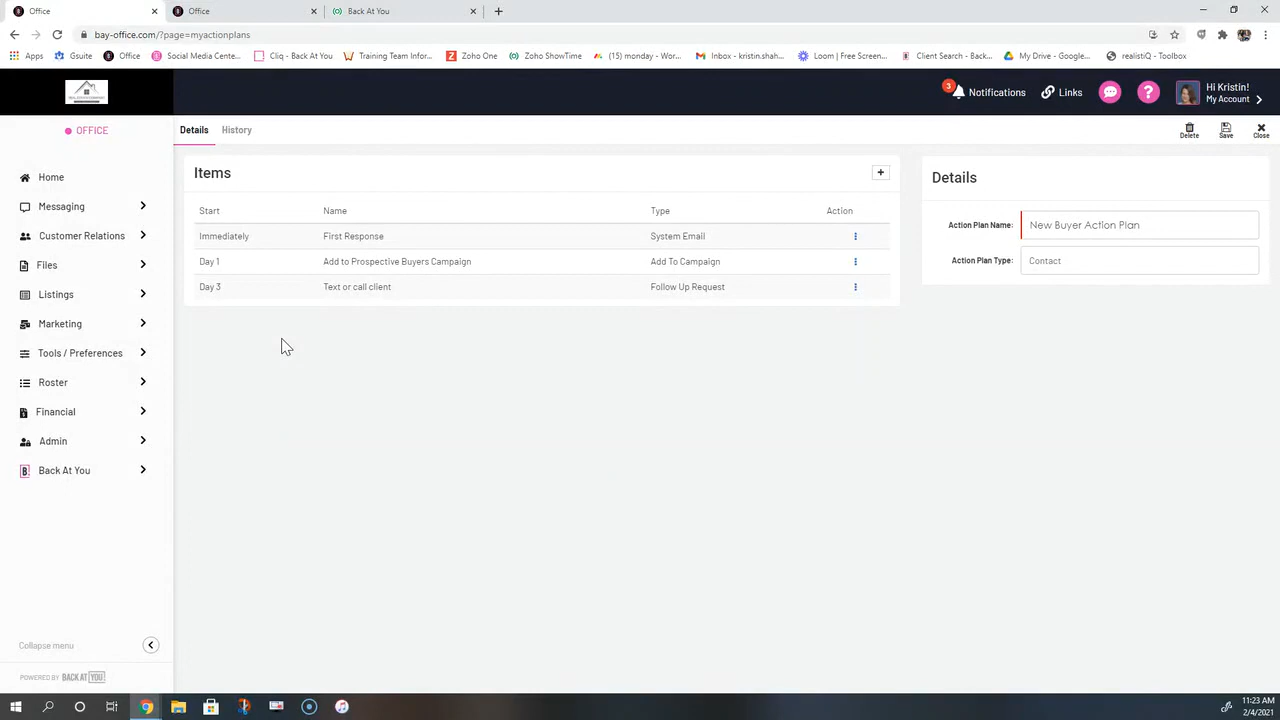 Office
Office
Back At You
bay-office.com/?page=myactionplans
Apps
Gsuite
Office
Social Media Cente...
Cliq - Back At You
Training Team Infor...
Zoho One
Zoho ShowTime
(15) monday - Wor...
Inbox - kristin.shah...
Loom | Free Screen...
Client Search - Back...
My Drive - Google...
realistiQ - Toolbox
3
Notifications
Links
?
Hi Kristin!
My Account
OFFICE
Details
History
Delete
Save
Close
Home
Messaging
Customer Relations
Files
Listings
Marketing
Tools / Preferences
Roster
Financial
Admin
B!
Back At You
Collapse menu
POWERED BY BACK AT YOU!
Items
+
Start Name Type Action
Immediately First Response System Email
Day 1 Add to Prospective Buyers Campaign Add To Campaign
Day 3 Text or call client Follow Up Request
Details
Action Plan Name: New Buyer Action Plan
Action Plan Type: Contact
11:23 AM
2/4/2021